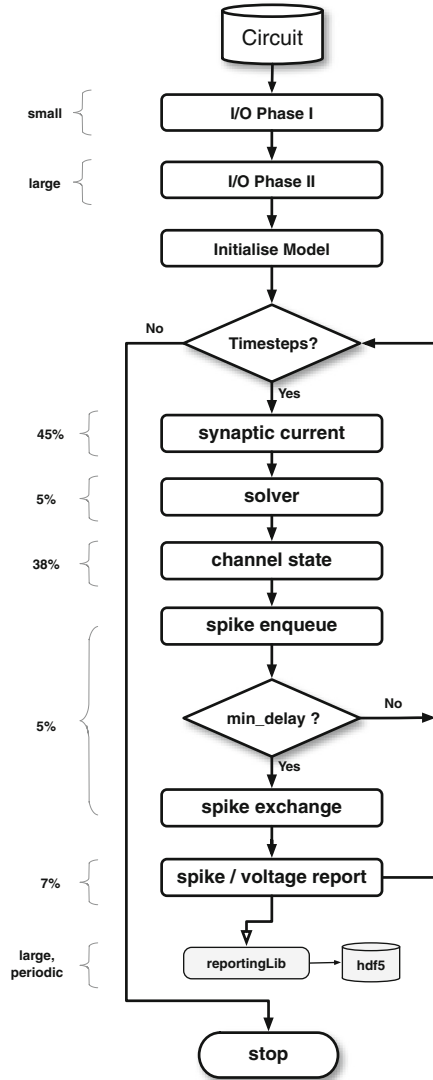 Circuit
small
I/O Phase I
large
I/O Phase II
Initialise Model
No
Timesteps?
Yes
45%
synaptic current
5%
solver
38%
channel state
spike enqueue
5%
min_delay ?
No
Yes
spike exchange
7%
spike / voltage report
large,
periodic
reportingLib
hdf5
stop